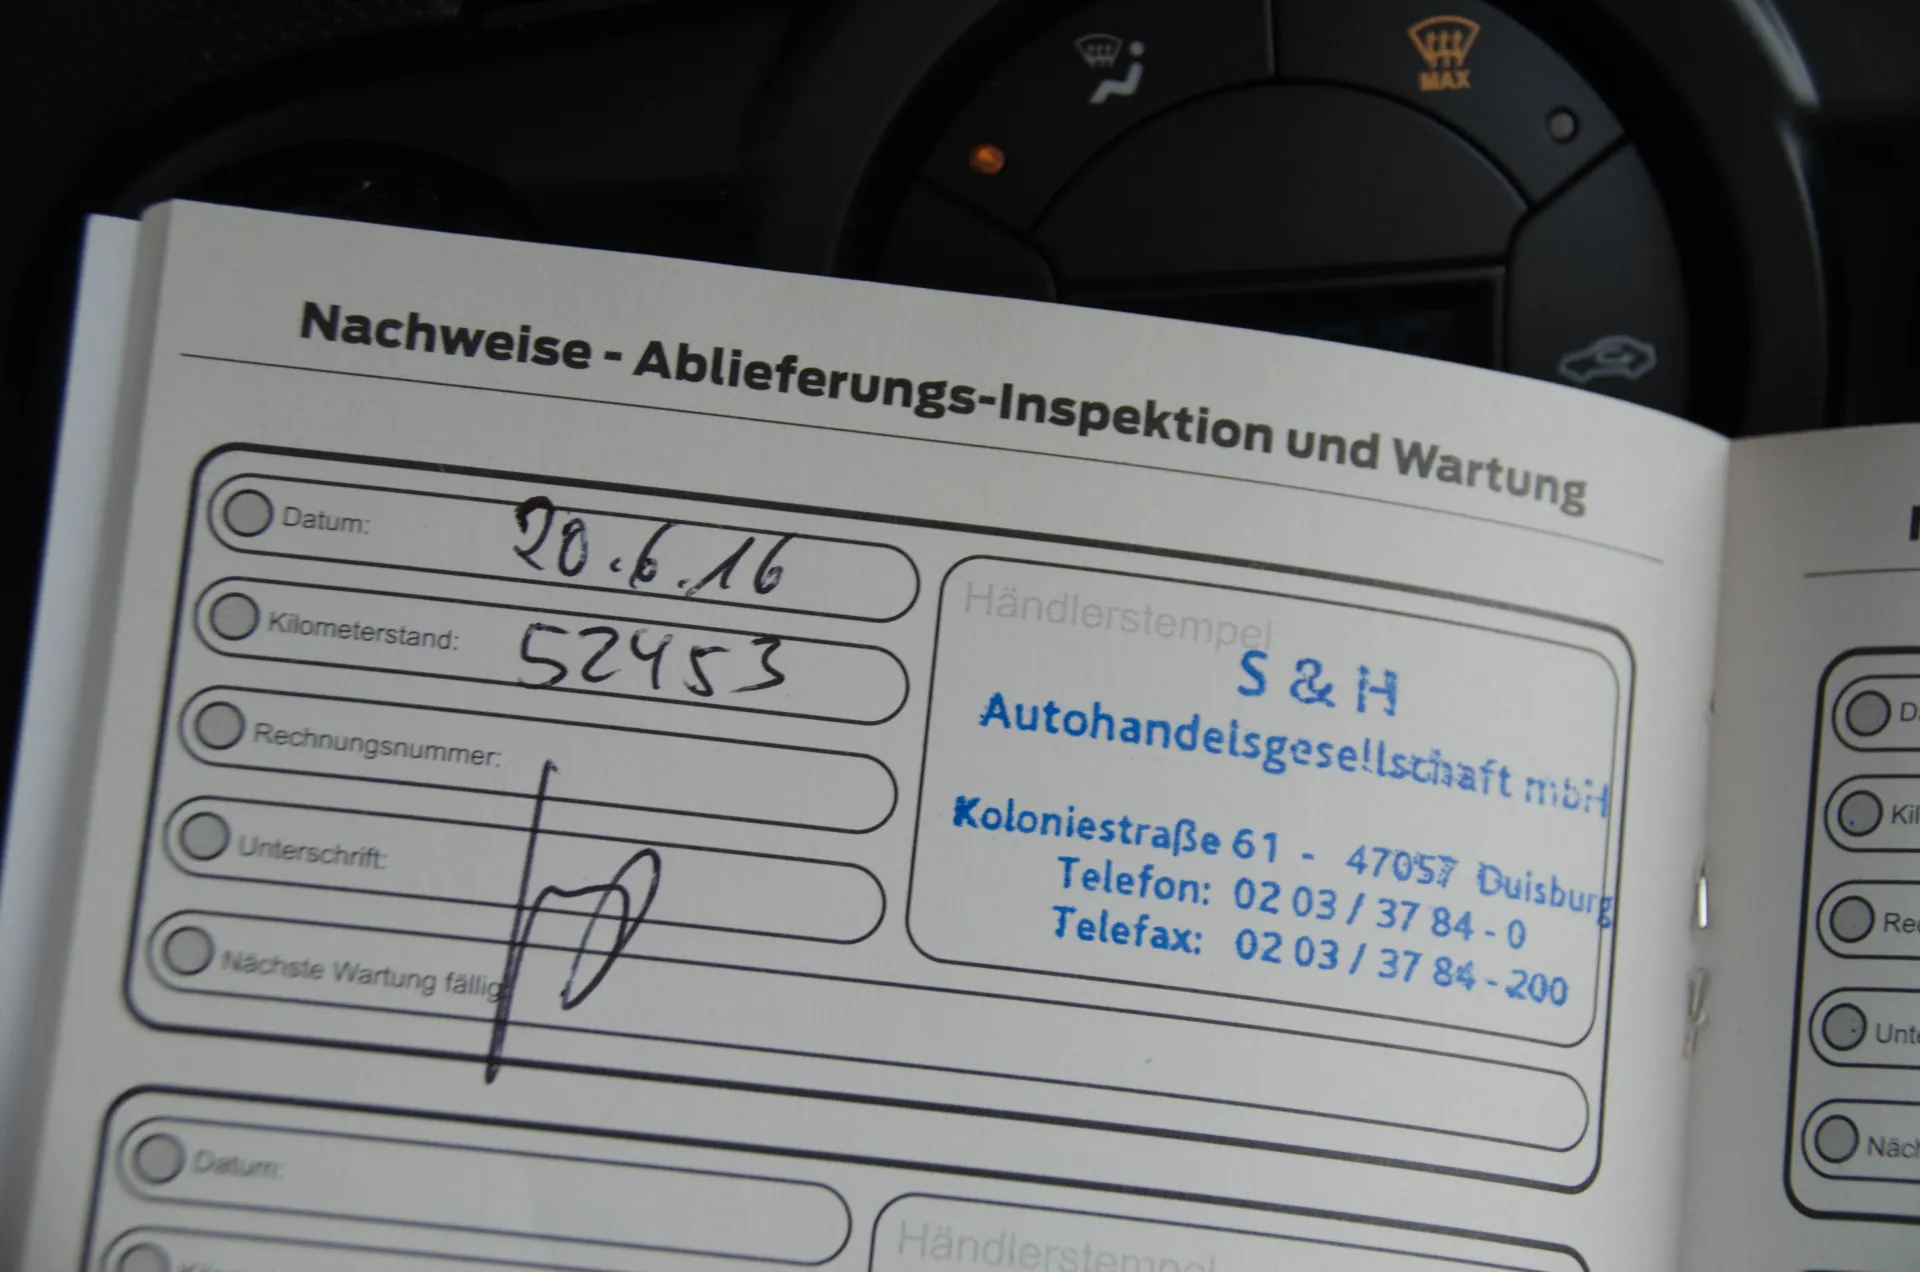 MAX
Nachweise - Ablieferungs-Inspektion und Wartung
Datum: 20.6.16
Kilometerstand: 52453
Rechnungsnummer:
Unterschrift:
Nächste Wartung fällig
Händlerstempel
S & H
Autohandelsgesellschaft mbH
Koloniestraße 61 - 47057 Duisburg
Telefon: 02 03 / 37 84 - 0
Telefax: 02 03 / 37 84 - 200
Datum:
Händlerstempel